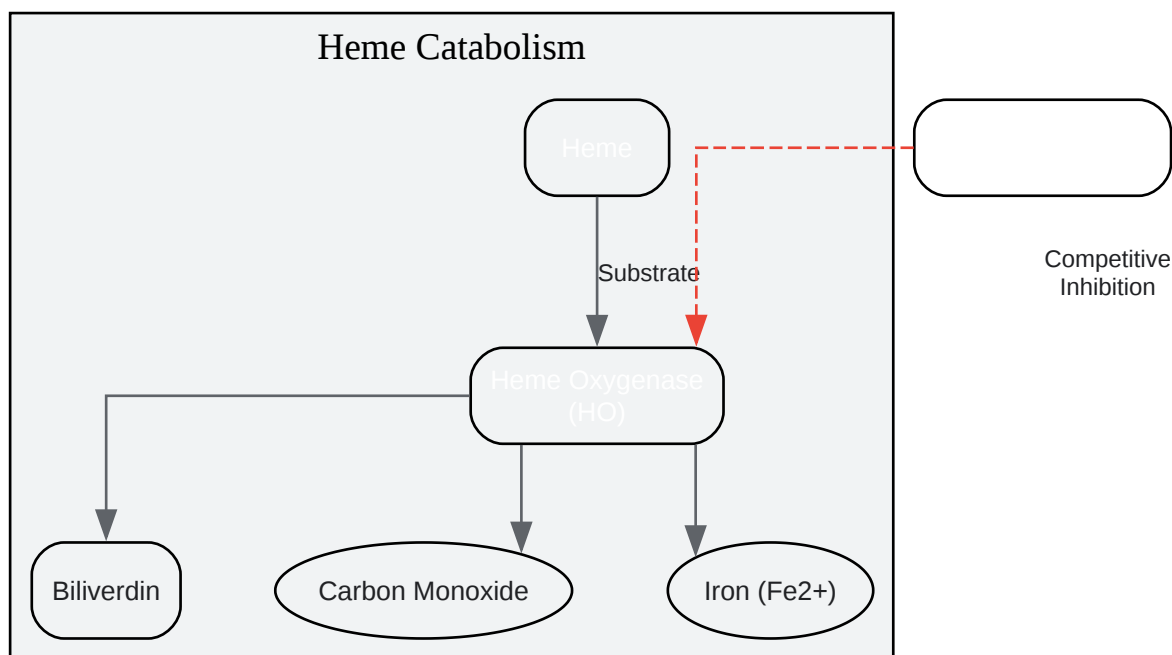 Heme Catabolism
Heme
Substrate
Competitive
Inhibition
Heme Oxygenase
(HO)
Biliverdin
Carbon Monoxide
Iron (Fe2+)